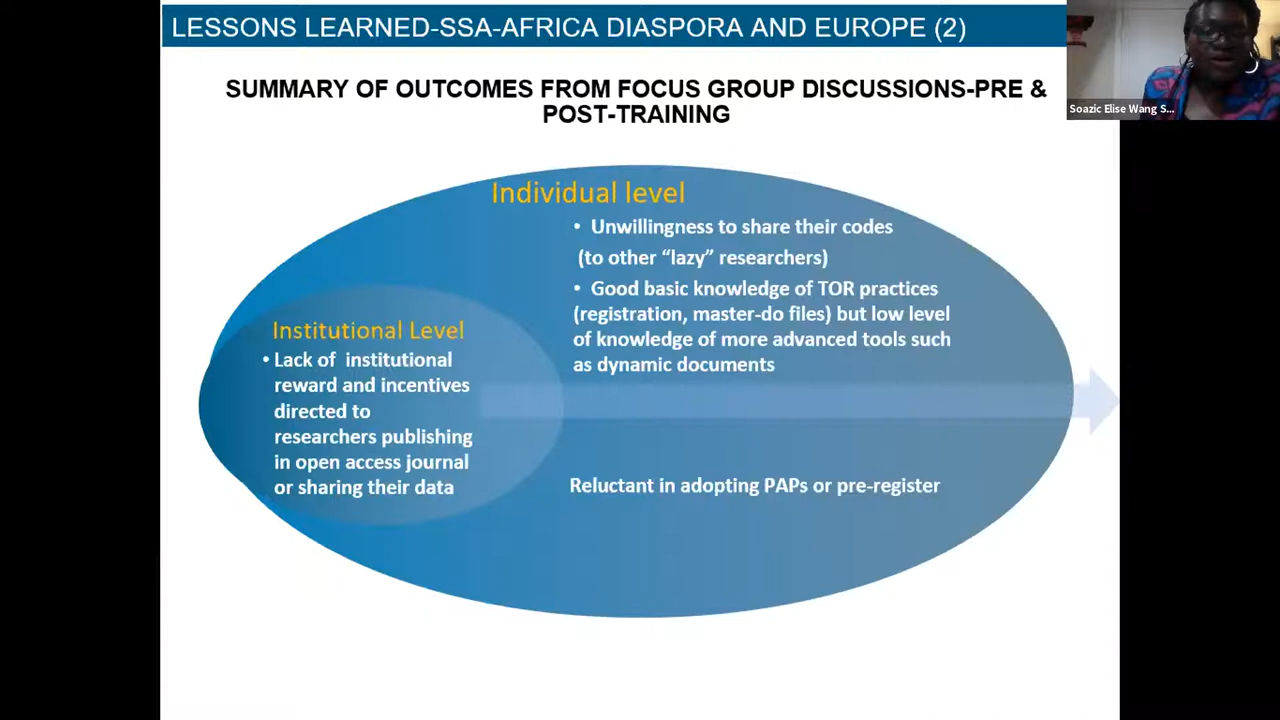 LESSONS LEARNED-SSA-AFRICA DIASPORA AND EUROPE (2)
Soazic Elise Wang S...
SUMMARY OF OUTCOMES FROM FOCUS GROUP DISCUSSIONS-PRE &
POST-TRAINING
Individual level
• Unwillingness to share their codes
(to other “lazy” researchers)
• Good basic knowledge of TOR practices
(registration, master-do files) but low level
of knowledge of more advanced tools such
as dynamic documents
Institutional Level
• Lack of institutional
reward and incentives
directed to
researchers publishing
in open access journal
or sharing their data
Reluctant in adopting PAPs or pre-register